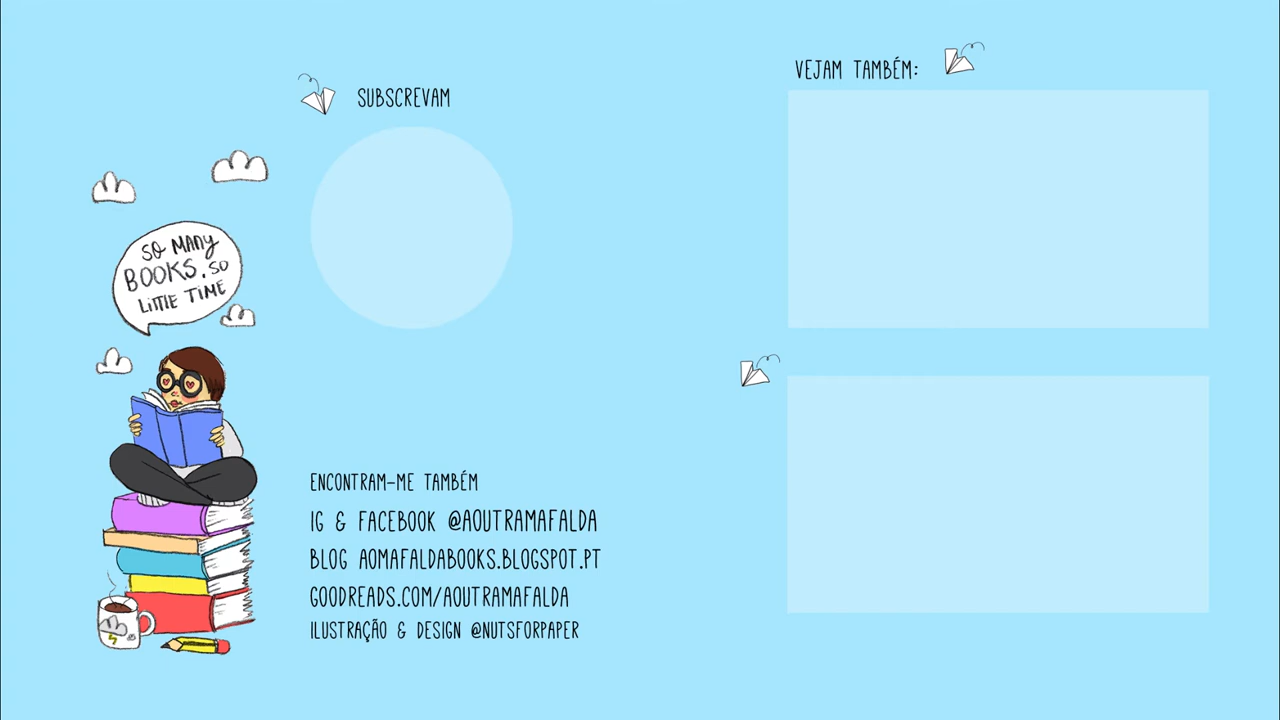 SUBSCREVAM
VEJAM TAMBÉM:
SO MANY
BOOKS, SO
LITTLE TIME
ENCONTRAM-ME TAMBÉM
IG & FACEBOOK @AOUTRAMAFALDA
BLOG AOMAFALDABOOKS.BLOGSPOT.PT
GOODREADS.COM/AOUTRAMAFALDA
ILUSTRAÇÃO & DESIGN @NUTSFORPAPER